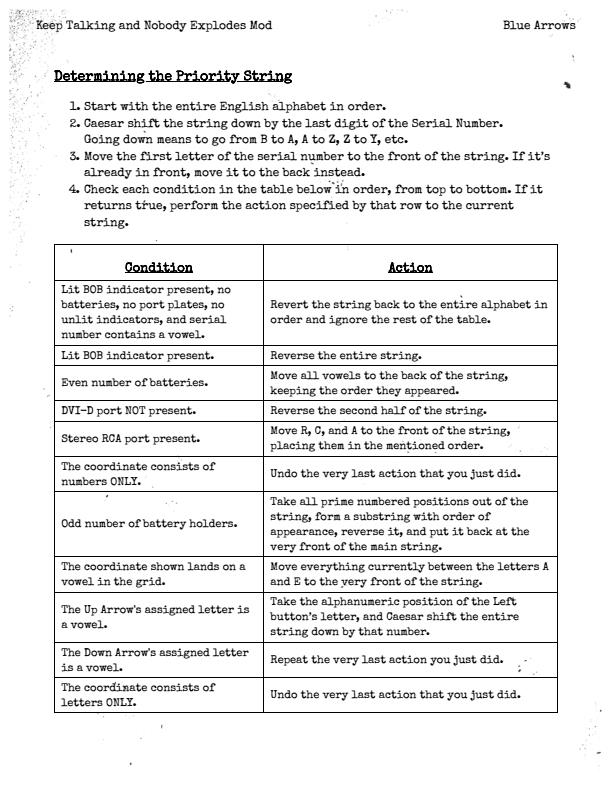 Keep Talking and Nobody Explodes Mod
Blue Arrows
Determining the Priority String
1. Start with the entire English alphabet in order.
2. Caesar shift the string down by the last digit of the Serial Number.
Going down means to go from B to A, A to Z, Z to Y, etc.
3. Move the first letter of the serial number to the front of the string. If it's
already in front, move it to the back instead.
4. Check each condition in the table below in order, from top to bottom. If it
returns true, perform the action specified by that row to the current
string.
Condition
Action
Lit BOB indicator present, no
batteries, no port plates, no
unlit indicators, and serial
number contains a vowel.
Revert the string back to the entire alphabet in
order and ignore the rest of the table.
Lit BOB indicator present.
Reverse the entire string.
Even number of batteries.
Move all vowels to the back of the string,
keeping the order they appeared.
DVI-D port NOT present.
Reverse the second half of the string.
Stereo RCA port present.
Move R, C, and A to the front of the string,
placing them in the mentioned order.
The coordinate consists of
numbers ONLY.
Undo the very last action that you just did.
Odd number of battery holders.
Take all prime numbered positions out of the
string, form a substring with order of
appearance, reverse it, and put it back at the
very front of the main string.
The coordinate shown lands on a
vowel in the grid.
Move everything currently between the letters A
and E to the very front of the string.
The Up Arrow's assigned letter is
a vowel.
Take the alphanumeric position of the Left
button's letter, and Caesar shift the entire
string down by that number.
The Down Arrow's assigned letter
is a vowel.
Repeat the very last action you just did.
The coordinate consists of
letters ONLY.
Undo the very last action that you just did.